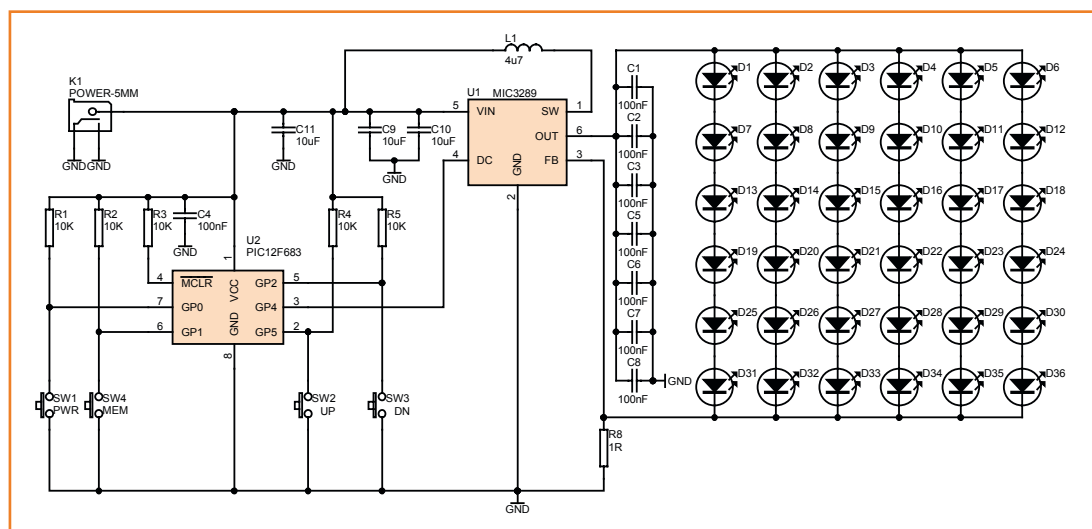 K1
POWER-5MM
GND GND
R1
10K
R2
10K
R3
10K
C4
100nF
GND
C11
10uF
GND
C9
10uF
C10
10uF
GND
R4
10K
R5
10K
L1
4u7
U1
MIC3289
5
VIN
SW
1
OUT
6
4
DC
FB
3
GND
2
U2
PIC12F683
1
4
MCLR
VCC
GP2
5
7
GP0
GP4
3
6
GP1
GND
GP5
2
8
SW1
PWR
SW4
MEM
SW2
UP
SW3
DN
GND
R8
1R
C1
100nF
C2
100nF
C3
100nF
C5
100nF
C6
100nF
C7
100nF
C8
100nF
GND
D1 D2 D3 D4 D5 D6
D7 D8 D9 D10 D11 D12
D13 D14 D15 D16 D17 D18
D19 D20 D21 D22 D23 D24
D25 D26 D27 D28 D29 D30
D31 D32 D33 D34 D35 D36